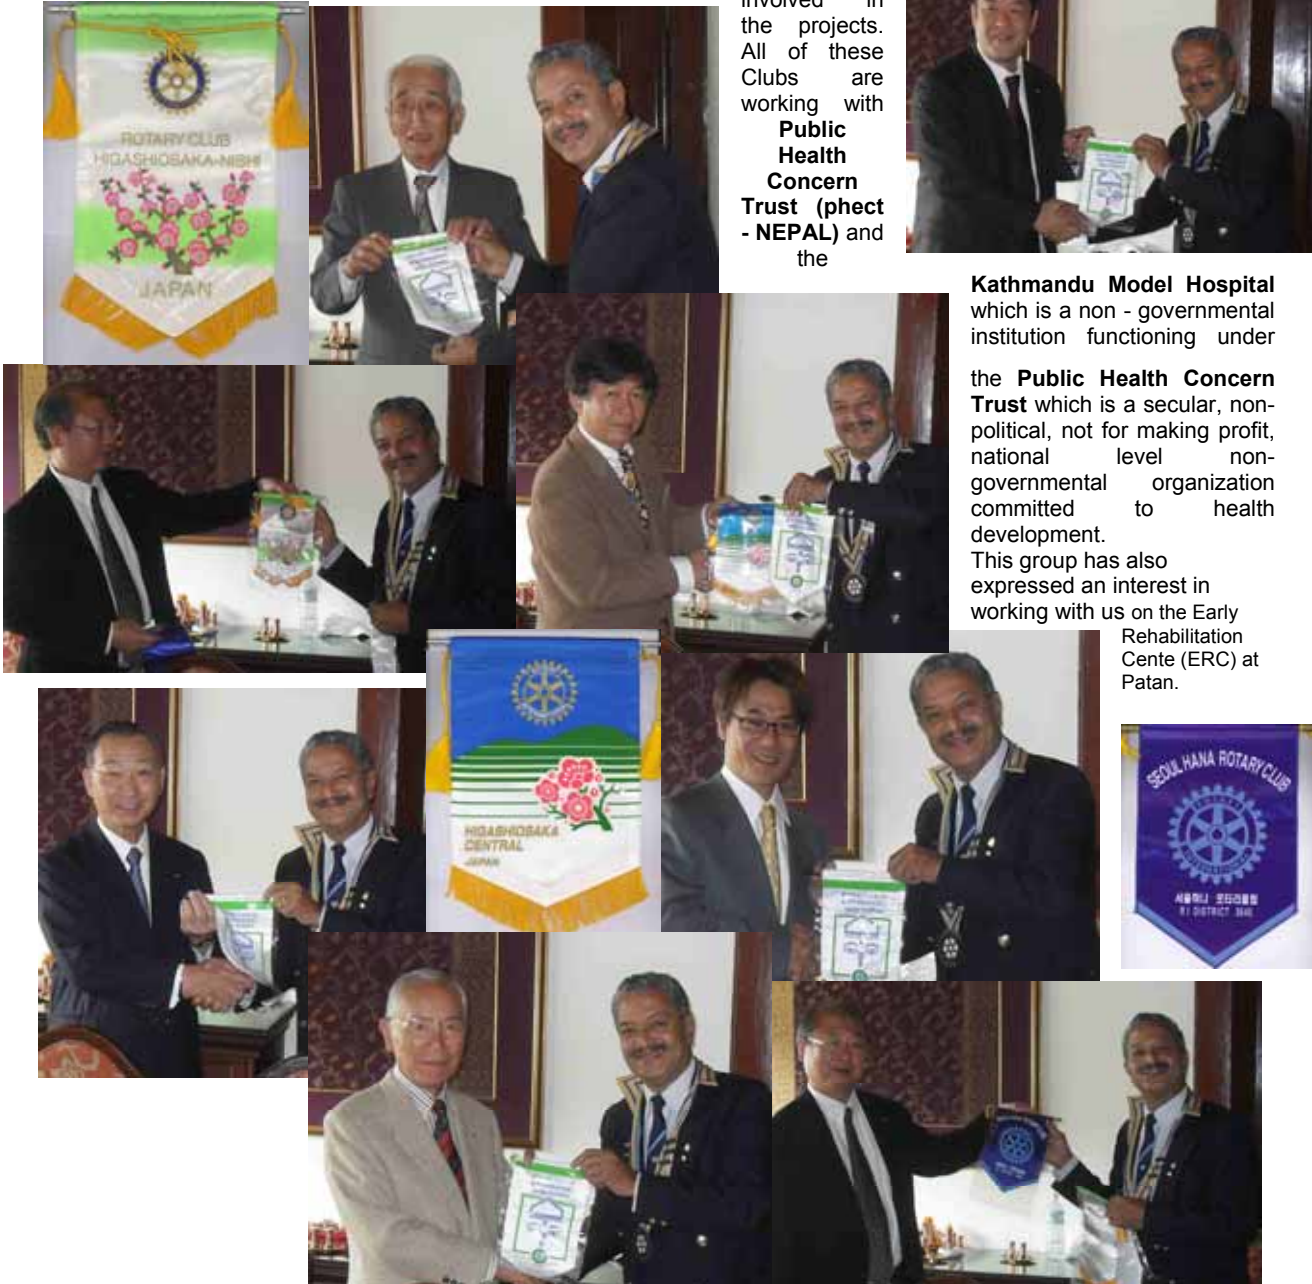 involved in
the projects.
All of these
Clubs are
working with
Public
Health
Concern
Trust (phect
- NEPAL) and
the
Kathmandu Model Hospital
which is a non - governmental
institution functioning under
the Public Health Concern
Trust which is a secular, non-
political, not for making profit,
national level non-
governmental organization
committed to health
development.
This group has also
expressed an interest in
working with us on the Early
Rehabilitation
Cente (ERC) at
Patan.
ROTARY CLUB
HIGASHIOSAKA-NISHI
JAPAN
HIGASHIOSAKA
CENTRAL
JAPAN
SEOUL HANA ROTARY CLUB
서울하나 로타리클럽
R I DISTRICT 3640